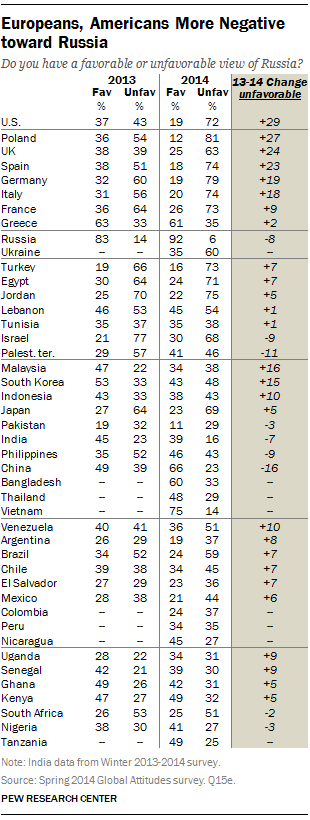 Europeans, Americans More Negative
toward Russia
Do you have a favorable or unfavorable view of Russia?
2013 2014 13-14 Change
Fav Unfav Fav Unfav unfavorable
% % % %
U.S. 37 43 19 72 +29
Poland 36 54 12 81 +27
UK 38 39 25 63 +24
Spain 38 51 18 74 +23
Germany 32 60 19 79 +19
Italy 31 56 20 74 +18
France 36 64 26 73 +9
Greece 63 33 61 35 +2
Russia 83 14 92 6 -8
Ukraine – – 35 60 –
Turkey 19 66 16 73 +7
Egypt 30 64 24 71 +7
Jordan 25 70 22 75 +5
Lebanon 46 53 45 54 +1
Tunisia 35 37 35 38 +1
Israel 21 77 30 68 -9
Palest. ter. 29 57 41 46 -11
Malaysia 47 22 34 38 +16
South Korea 53 33 43 48 +15
Indonesia 43 33 38 43 +10
Japan 27 64 23 69 +5
Pakistan 19 32 11 29 -3
India 45 23 39 16 -7
Philippines 35 52 46 43 -9
China 49 39 66 23 -16
Bangladesh – – 60 33 –
Thailand – – 48 29 –
Vietnam – – 75 14 –
Venezuela 40 41 36 51 +10
Argentina 26 29 19 37 +8
Brazil 34 52 24 59 +7
Chile 39 38 34 45 +7
El Salvador 27 29 23 36 +7
Mexico 28 38 21 44 +6
Colombia – – 24 37 –
Peru – – 34 35 –
Nicaragua – – 45 27 –
Uganda 28 22 34 31 +9
Senegal 42 21 39 30 +9
Ghana 49 26 42 31 +5
Kenya 47 27 49 32 +5
South Africa 26 53 25 51 -2
Nigeria 38 30 41 27 -3
Tanzania – – 49 25 –
Note: India data from Winter 2013-2014 survey.
Source: Spring 2014 Global Attitudes survey. Q15e.
PEW RESEARCH CENTER